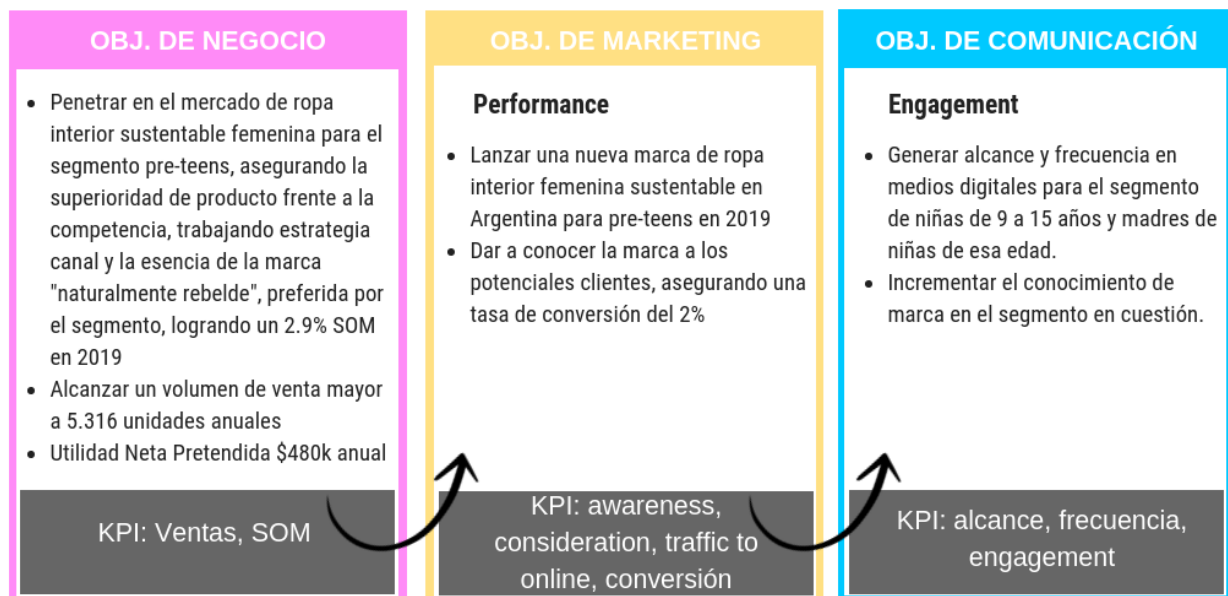 OBJ. DE NEGOCIO
• Penetrar en el mercado de ropa
interior sustentable femenina para el
segmento pre-teens, asegurando la
superioridad de producto frente a la
competencia, trabajando estrategia
canal y la esencia de la marca
"naturalmente rebelde", preferida por
el segmento, logrando un 2.9% SOM
en 2019
• Alcanzar un volumen de venta mayor
a 5.316 unidades anuales
• Utilidad Neta Pretendida $480k anual
KPI: Ventas, SOM
OBJ. DE MARKETING
Performance
• Lanzar una nueva marca de ropa
interior femenina sustentable en
Argentina para pre-teens en 2019
• Dar a conocer la marca a los
potenciales clientes, asegurando una
tasa de conversión del 2%
KPI: awareness,
consideration, traffic to
online, conversión
OBJ. DE COMUNICACIÓN
Engagement
• Generar alcance y frecuencia en
medios digitales para el segmento
de niñas de 9 a 15 años y madres de
niñas de esa edad.
• Incrementar el conocimiento de
marca en el segmento en cuestión.
KPI: alcance, frecuencia,
engagement